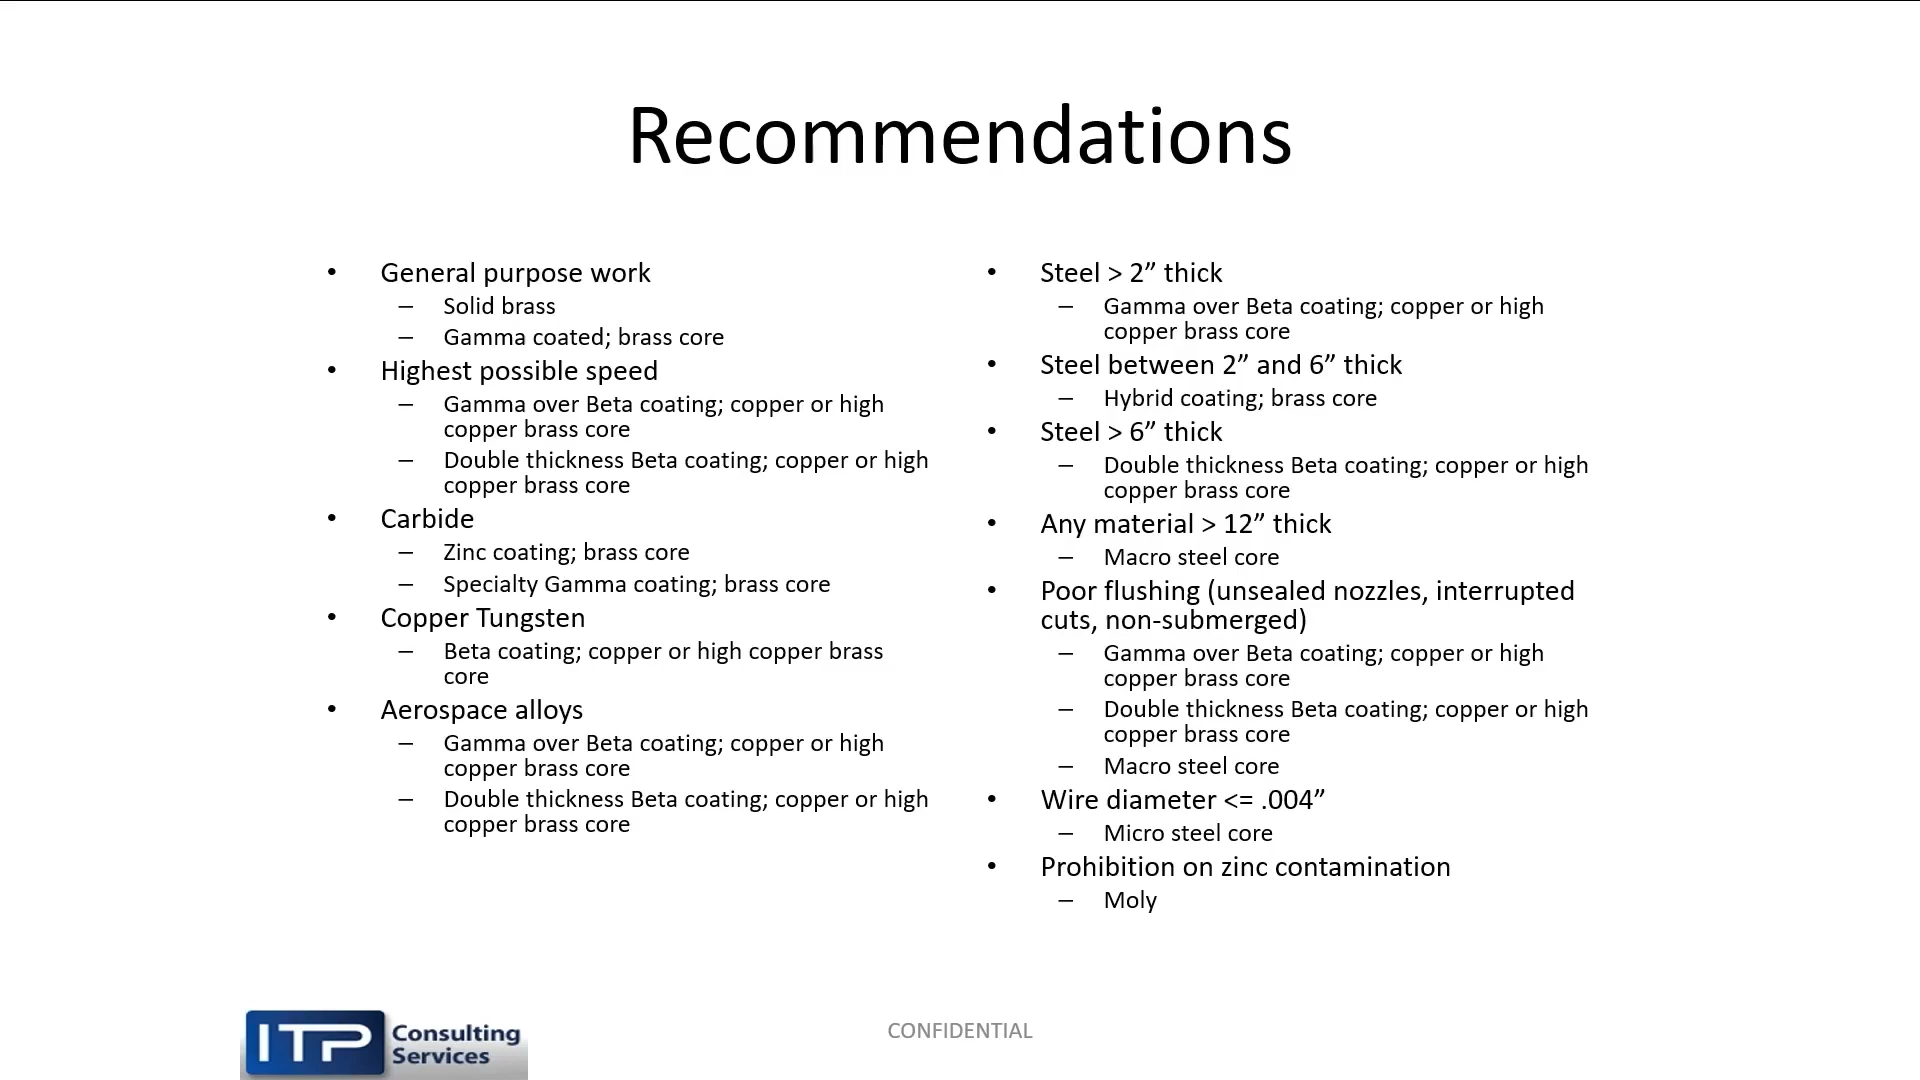 Recommendations
• General purpose work
– Solid brass
– Gamma coated; brass core
• Highest possible speed
– Gamma over Beta coating; copper or high
copper brass core
– Double thickness Beta coating; copper or high
copper brass core
• Carbide
– Zinc coating; brass core
– Specialty Gamma coating; brass core
• Copper Tungsten
– Beta coating; copper or high copper brass
core
• Aerospace alloys
– Gamma over Beta coating; copper or high
copper brass core
– Double thickness Beta coating; copper or high
copper brass core
• Steel > 2” thick
– Gamma over Beta coating; copper or high
copper brass core
• Steel between 2” and 6” thick
– Hybrid coating; brass core
• Steel > 6” thick
– Double thickness Beta coating; copper or high
copper brass core
• Any material > 12” thick
– Macro steel core
• Poor flushing (unsealed nozzles, interrupted
cuts, non-submerged)
– Gamma over Beta coating; copper or high
copper brass core
– Double thickness Beta coating; copper or high
copper brass core
– Macro steel core
• Wire diameter <= .004”
– Micro steel core
• Prohibition on zinc contamination
– Moly
ITP Consulting
Services
CONFIDENTIAL